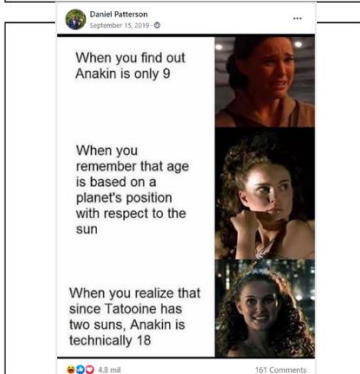 Daniel Patterson
September 15, 2019 ·
...
When you find out
Anakin is only 9
When you
remember that age
is based on a
planet's position
with respect to the
sun
When you realize that
since Tatooine has
two suns, Anakin is
technically 18
4.8 mil
161 Comments